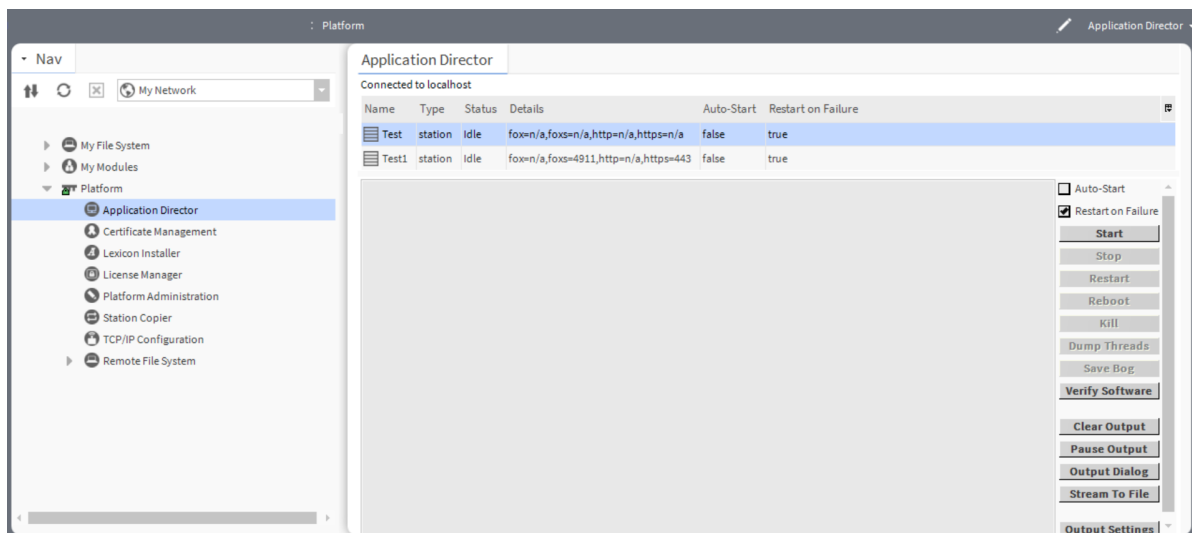 : Platform
Application Director
Nav
My Network
My File System
My Modules
Platform
Application Director
Certificate Management
Lexicon Installer
License Manager
Platform Administration
Station Copier
TCP/IP Configuration
Remote File System
Application Director
Connected to localhost
Name Type Status Details Auto-Start Restart on Failure
Test station Idle fox=n/a,foxs=n/a,http=n/a,https=n/a false true
Test1 station Idle fox=n/a,foxs=4911,http=n/a,https=443 false true
Auto-Start
Restart on Failure
Start
Stop
Restart
Reboot
Kill
Dump Threads
Save Bog
Verify Software
Clear Output
Pause Output
Output Dialog
Stream To File
Output Settings